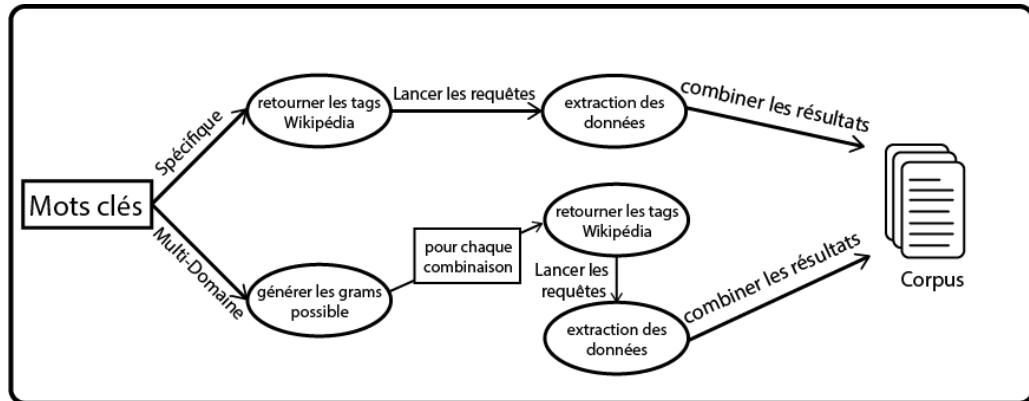 Mots clés
Spécifique
retourner les tags
Wikipédia
Lancer les requêtes
extraction des
données
combiner les résultats
Multi-Domaine
générer les grams
possible
pour chaque
combinaison
retourner les tags
Wikipédia
Lancer les
requêtes
extraction des
données
combiner les résultats
Corpus